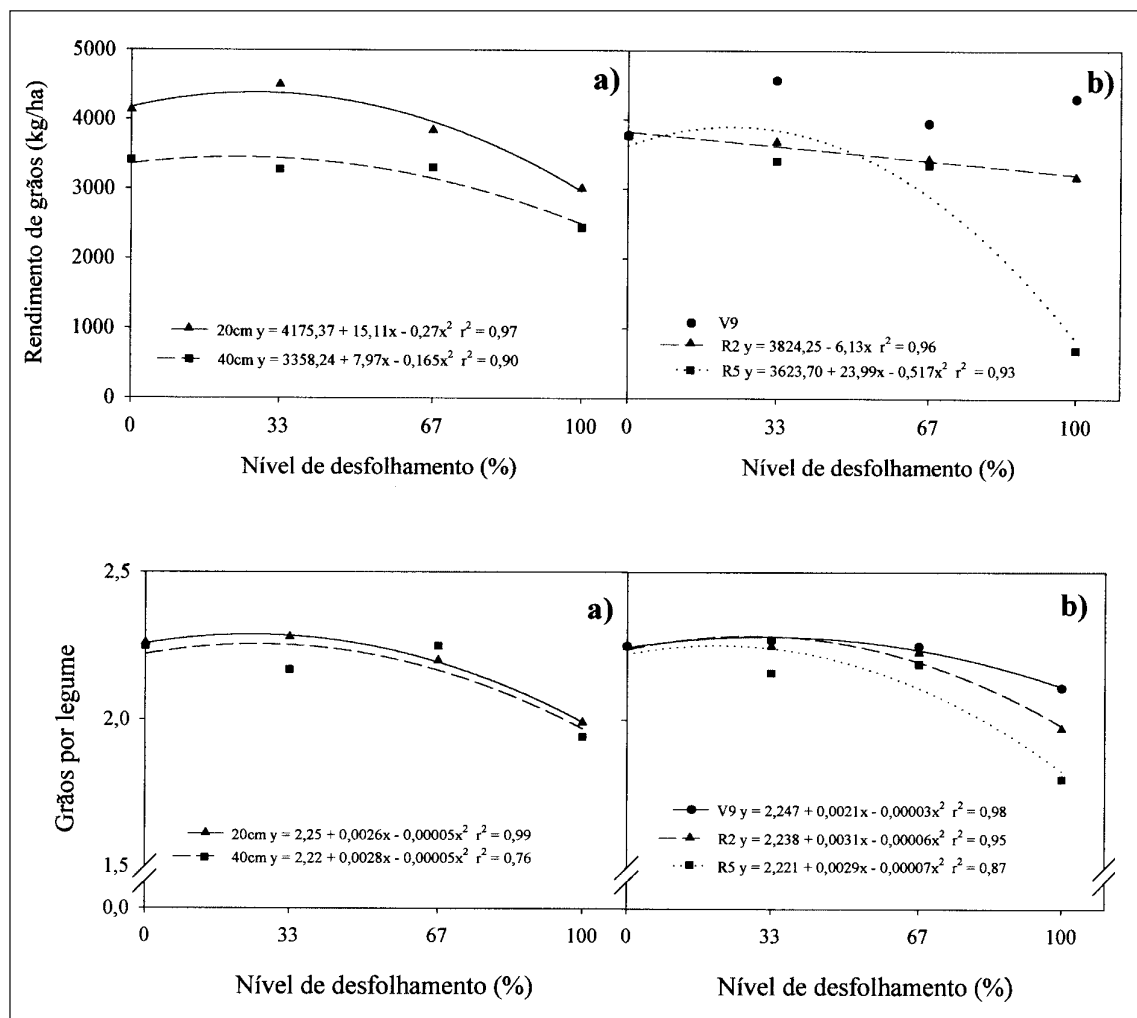 Rendimento de grãos (kg/ha)
5000
4000
3000
2000
1000
0
a)
20cm y = 4175,37 + 15,11x - 0,27x² r² = 0,97
40cm y = 3358,24 + 7,97x - 0,165x² r² = 0,90
0 33 67 100
Nível de desfolhamento (%)
b)
V9
R2 y = 3824,25 - 6,13x r² = 0,96
R5 y = 3623,70 + 23,99x - 0,517x² r² = 0,93
0 33 67 100
Nível de desfolhamento (%)
Grãos por legume
2,5
2,0
1,5
0,0
a)
20cm y = 2,25 + 0,0026x - 0,00005x² r² = 0,99
40cm y = 2,22 + 0,0028x - 0,00005x² r² = 0,76
0 33 67 100
Nível de desfolhamento (%)
b)
V9 y = 2,247 + 0,0021x - 0,00003x² r² = 0,98
R2 y = 2,238 + 0,0031x - 0,00006x² r² = 0,95
R5 y = 2,221 + 0,0029x - 0,00007x² r² = 0,87
0 33 67 100
Nível de desfolhamento (%)